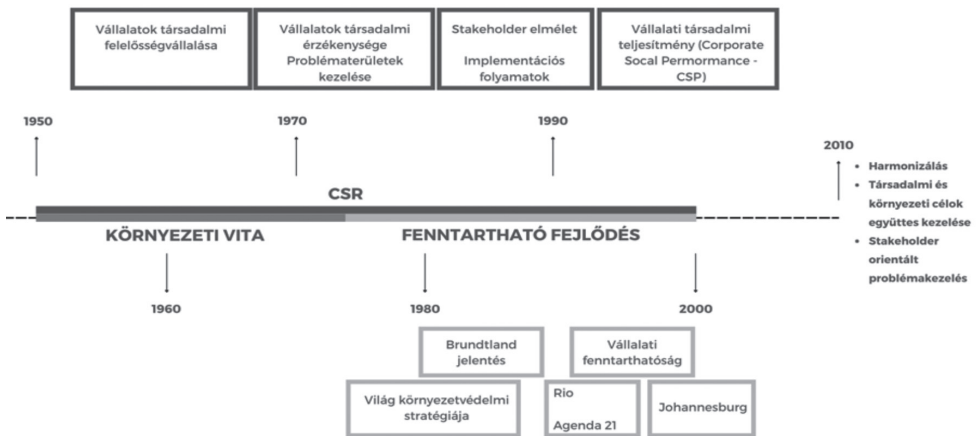 Vállalatok társadalmi
felelősségvállalása
Vállalatok társadalmi
érzékenysége
Problématerületek
kezelése
Stakeholder elmélet
Implementációs
folyamatok
Vállalati társadalmi
teljesítmény (Corporate
Socal Permormance -
CSP)
1950
1970
1990
2010
CSR
KÖRNYEZETI VITA
FENNTARTHATÓ FEJLŐDÉS
• Harmonizálás
• Társadalmi és
környezeti célok
együttes kezelése
• Stakeholder
orientált
problémakezelés
1960
1980
2000
Brundtland
jelentés
Vállalati
fenntarthatóság
Világ környezetvédelmi
stratégiája
Rio
Agenda 21
Johannesburg